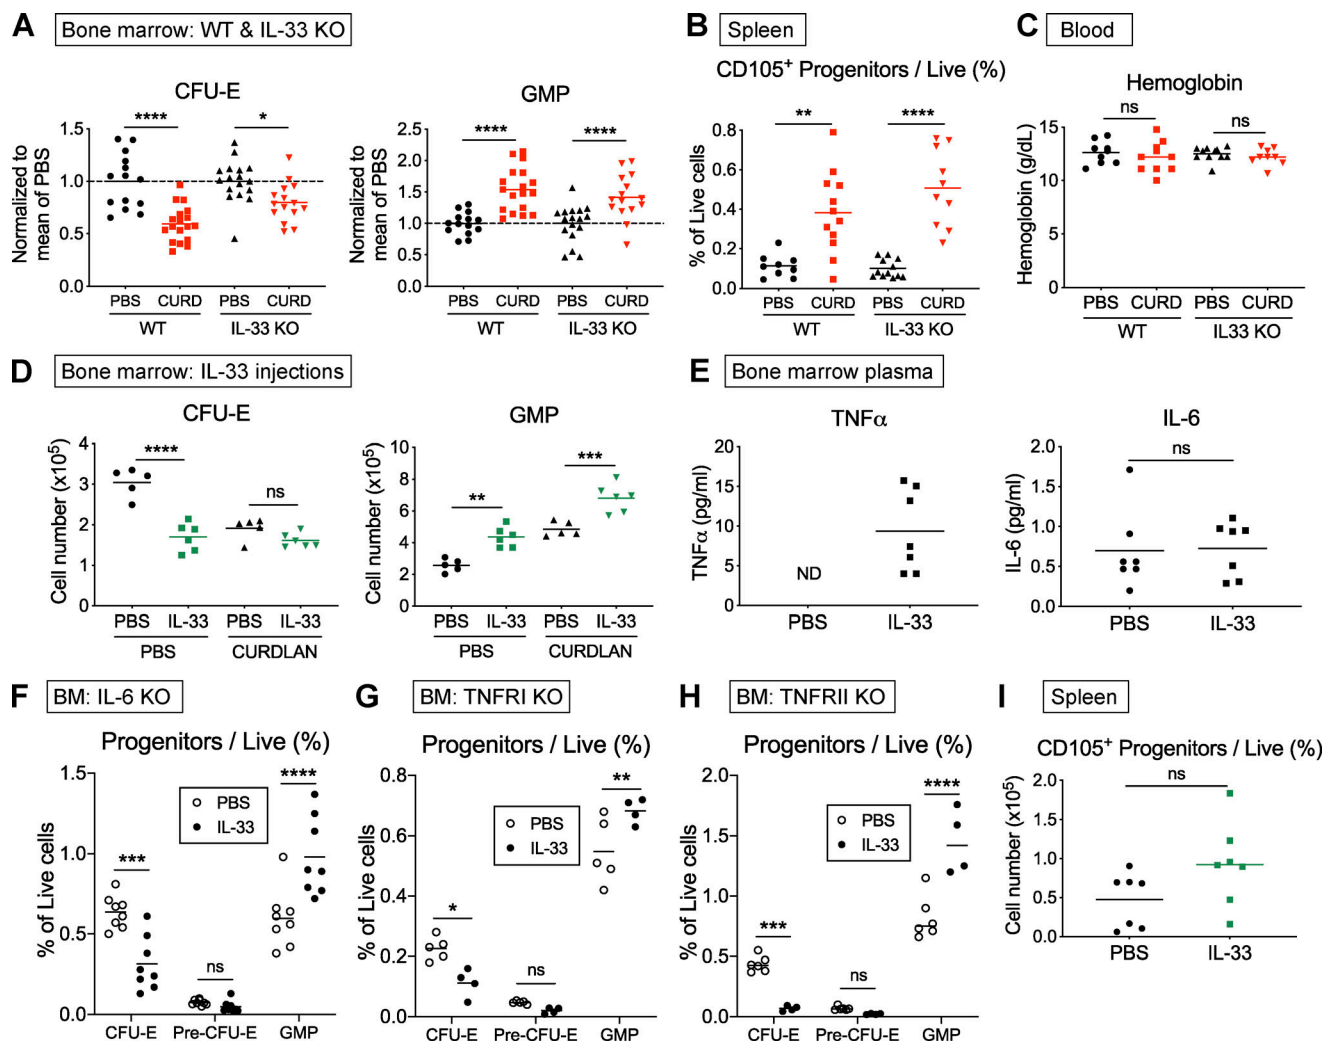 A Bone marrow: WT & IL-33 KO
CFU-E
Normalized to
mean of PBS
1.5
1.0
0.5
0.0
****
*
PBS CURD PBS CURD
WT IL-33 KO
GMP
Normalized to
mean of PBS
2.5
2.0
1.5
1.0
0.5
0.0
****
****
PBS CURD PBS CURD
WT IL-33 KO
B Spleen
CD105+ Progenitors / Live (%)
% of Live cells
0.8
0.6
0.4
0.2
0.0
**
****
PBS CURD PBS CURD
WT IL-33 KO
C Blood
Hemoglobin
Hemoglobin (g/dL)
15
10
5
0
ns
ns
PBS CURD PBS CURD
WT IL33 KO
D Bone marrow: IL-33 injections
CFU-E
Cell number (x10⁵)
4
3
2
1
0
****
ns
PBS IL-33 PBS IL-33
PBS CURDLAN
GMP
Cell number (x10⁵)
10
8
6
4
2
0
**
***
PBS IL-33 PBS IL-33
PBS CURDLAN
E Bone marrow plasma
TNFα
TNFα (pg/ml)
20
15
10
5
0
ND
PBS IL-33
IL-6
IL-6 (pg/ml)
2.0
1.5
1.0
0.5
0.0
ns
PBS IL-33
F BM: IL-6 KO
Progenitors / Live (%)
% of Live cells
1.5
1.0
0.5
0.0
PBS
IL-33
***
ns
****
CFU-E Pre-CFU-E GMP
G BM: TNFRI KO
Progenitors / Live (%)
% of Live cells
0.8
0.6
0.4
0.2
0.0
PBS
IL-33
*
ns
**
CFU-E Pre-CFU-E GMP
H BM: TNFRII KO
Progenitors / Live (%)
% of Live cells
2.0
1.5
1.0
0.5
0.0
PBS
IL-33
***
ns
****
CFU-E Pre-CFU-E GMP
I Spleen
CD105+ Progenitors / Live (%)
Cell number (x10⁵)
2.0
1.5
1.0
0.5
0.0
ns
PBS IL-33